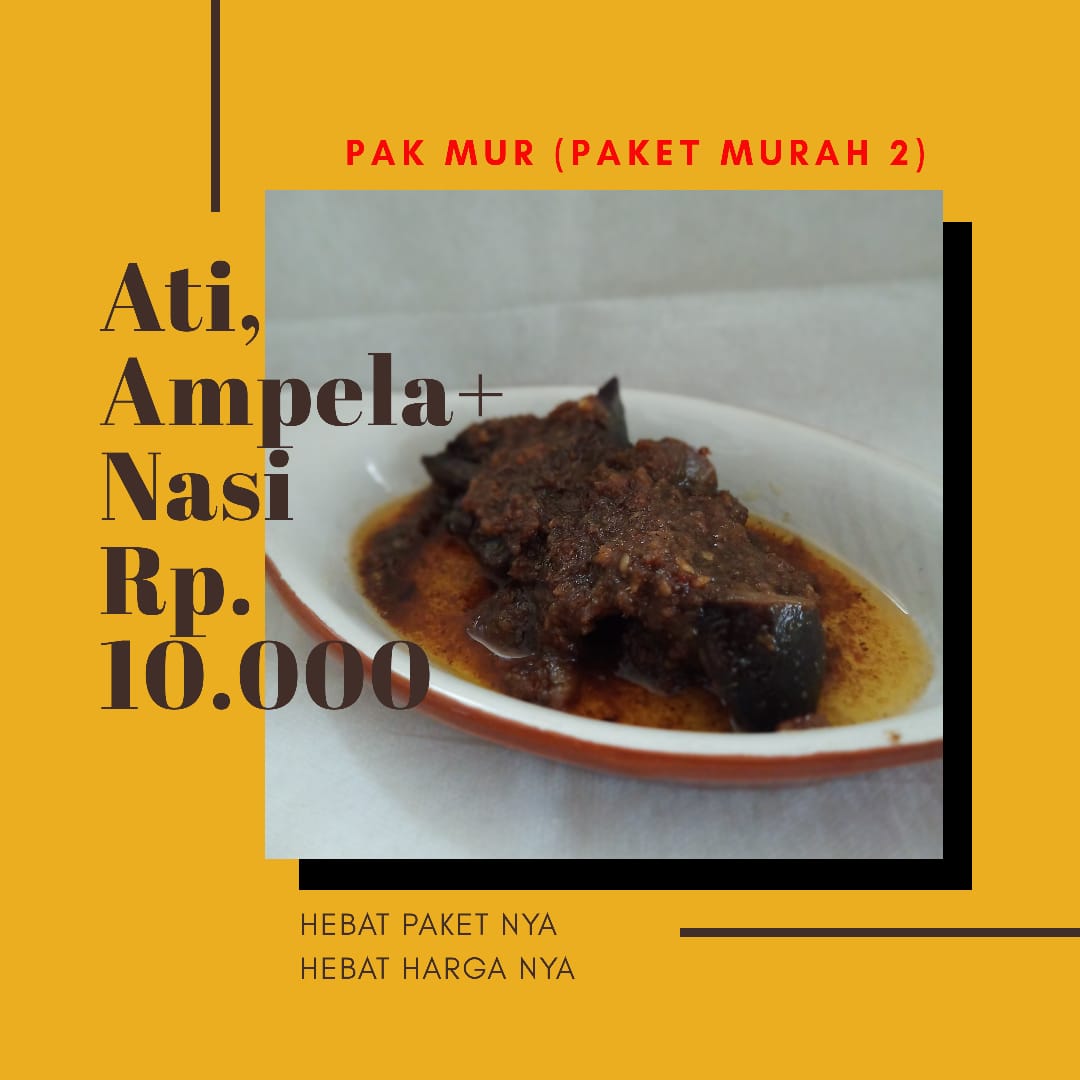 PAK MUR (PAKET MURAH 2)
Ati,
Ampela+
Nasi
Rp.
10.000
HEBAT PAKET NYA
HEBAT HARGA NYA